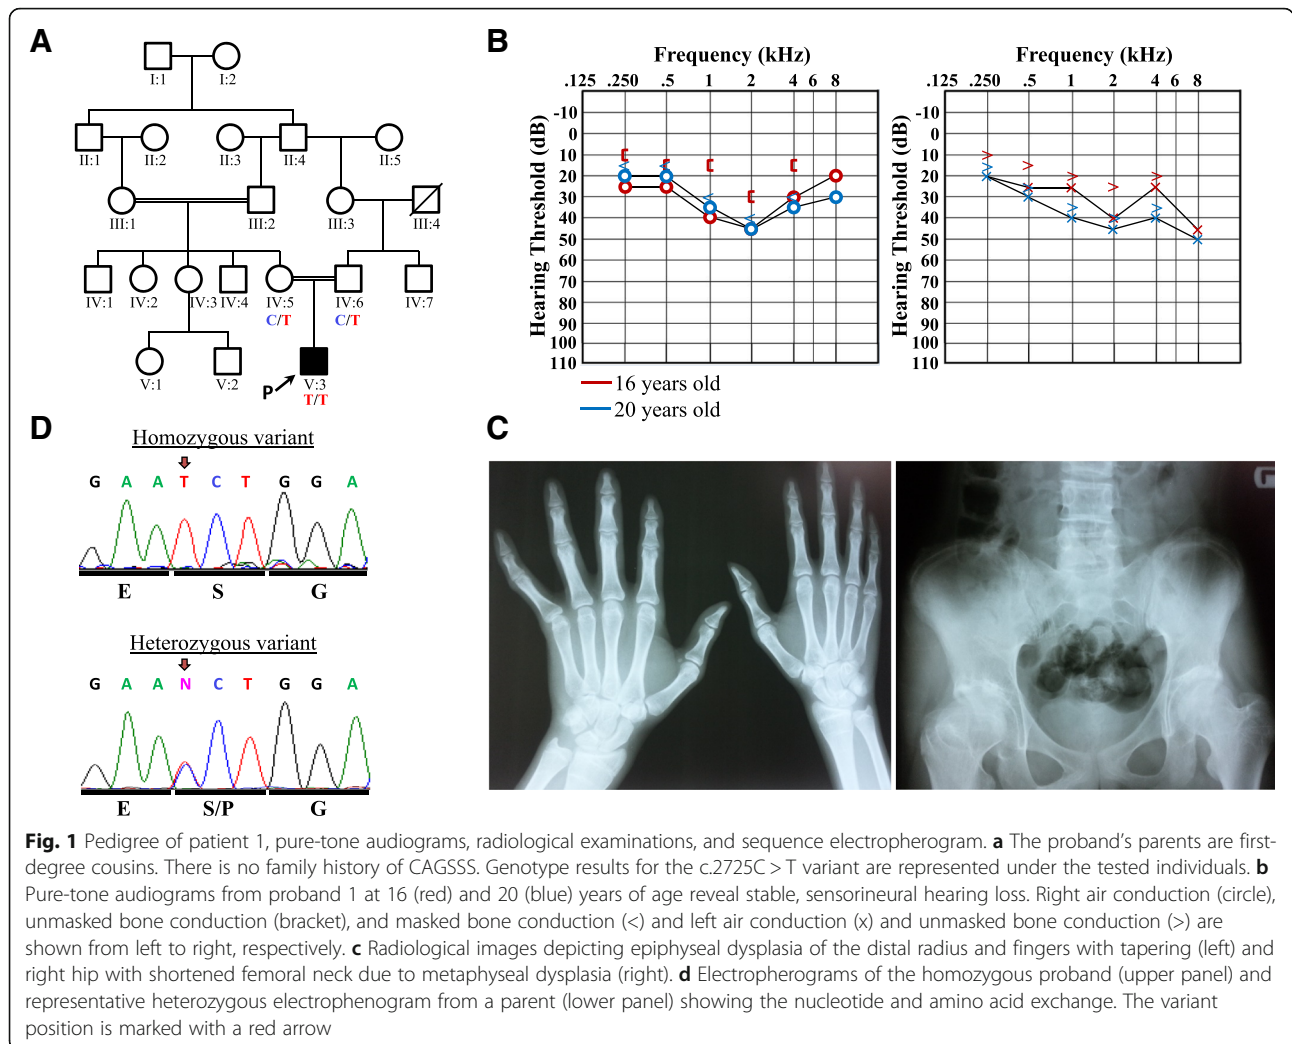 A
I:1 I:2
II:1 II:2 II:3 II:4 II:5
III:1 III:2 III:3 III:4
IV:1 IV:2 IV:3 IV:4 IV:5 IV:6 IV:7
C/T C/T
V:1 V:2 P V:3
T/T
B
Frequency (kHz)
.125 .250 .5 1 2 4 6 8
Hearing Threshold (dB)
-10
0
10
20
30
40
50
60
70
80
90
100
110
16 years old
20 years old
Frequency (kHz)
.125 .250 .5 1 2 4 6 8
Hearing Threshold (dB)
-10
0
10
20
30
40
50
60
70
80
90
100
110
D
Homozygous variant
G A A T C T G G A
E S G
Heterozygous variant
G A A N C T G G A
E S/P G
C
Fig. 1 Pedigree of patient 1, pure-tone audiograms, radiological examinations, and sequence electropherogram. a The proband's parents are first-
degree cousins. There is no family history of CAGSSS. Genotype results for the c.2725C > T variant are represented under the tested individuals. b
Pure-tone audiograms from proband 1 at 16 (red) and 20 (blue) years of age reveal stable, sensorineural hearing loss. Right air conduction (circle),
unmasked bone conduction (bracket), and masked bone conduction (<) and left air conduction (x) and unmasked bone conduction (>) are
shown from left to right, respectively. c Radiological images depicting epiphyseal dysplasia of the distal radius and fingers with tapering (left) and
right hip with shortened femoral neck due to metaphyseal dysplasia (right). d Electropherograms of the homozygous proband (upper panel) and
representative heterozygous electrophenogram from a parent (lower panel) showing the nucleotide and amino acid exchange. The variant
position is marked with a red arrow